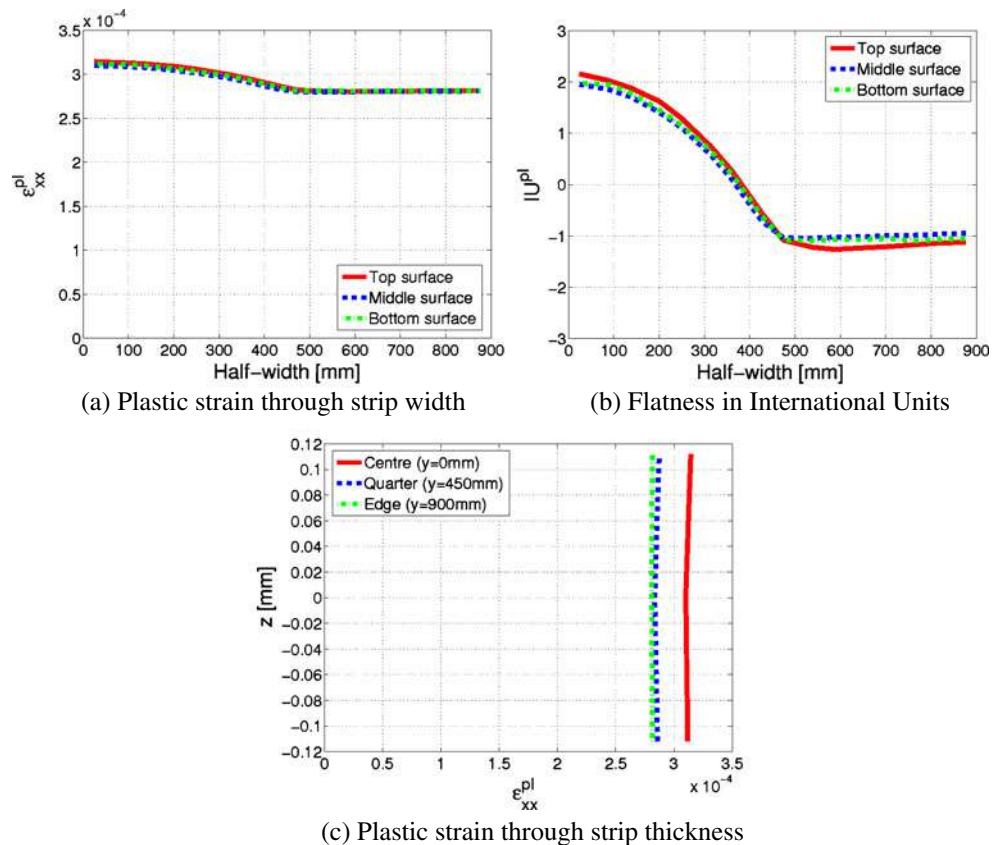 3.5 x 10⁻⁴
3
2.5
2
1.5
1
0.5
0
ε_xx^pl
Top surface
Middle surface
Bottom surface
0 100 200 300 400 500 600 700 800 900
Half-width [mm]
(a) Plastic strain through strip width
3
2
1
0
−1
−2
−3
IU^pl
Top surface
Middle surface
Bottom surface
0 100 200 300 400 500 600 700 800 900
Half-width [mm]
(b) Flatness in International Units
0.12
0.1
0.08
0.06
0.04
0.02
0
−0.02
−0.04
−0.06
−0.08
−0.1
−0.12
z [mm]
Centre (y=0mm)
Quarter (y=450mm)
Edge (y=900mm)
0 0.5 1 1.5 2 2.5 3 3.5
x 10⁻⁴
ε_xx^pl
(c) Plastic strain through strip thickness